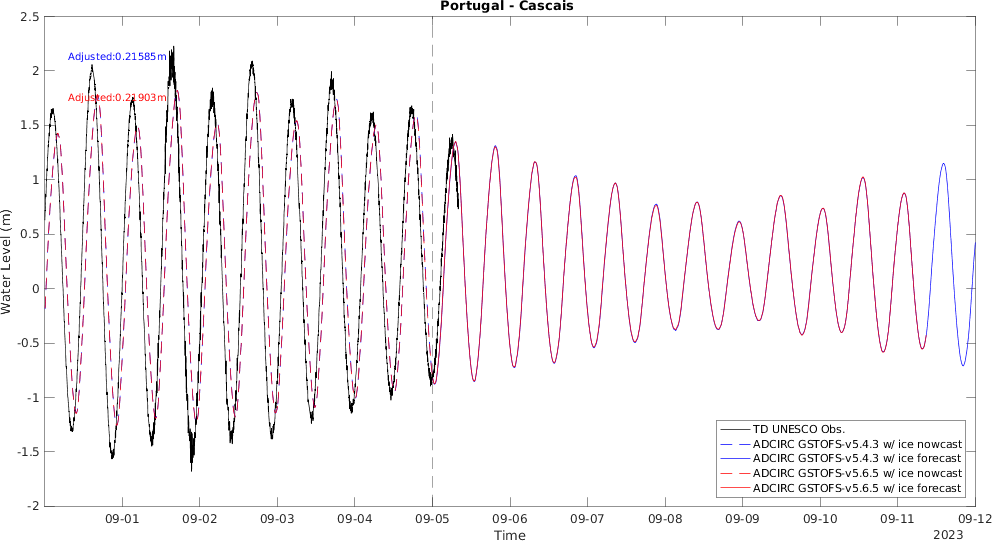 Portugal - Cascais
2.5
2
1.5
1
0.5
0
-0.5
-1
-1.5
-2
Water Level (m)
Adjusted:0.21585m
Adjusted:0.21903m
TD UNESCO Obs.
ADCIRC GSTOFS-v5.4.3 w/ ice nowcast
ADCIRC GSTOFS-v5.4.3 w/ ice forecast
ADCIRC GSTOFS-v5.6.5 w/ ice nowcast
ADCIRC GSTOFS-v5.6.5 w/ ice forecast
09-01 09-02 09-03 09-04 09-05 09-06 09-07 09-08 09-09 09-10 09-11 09-12
Time
2023